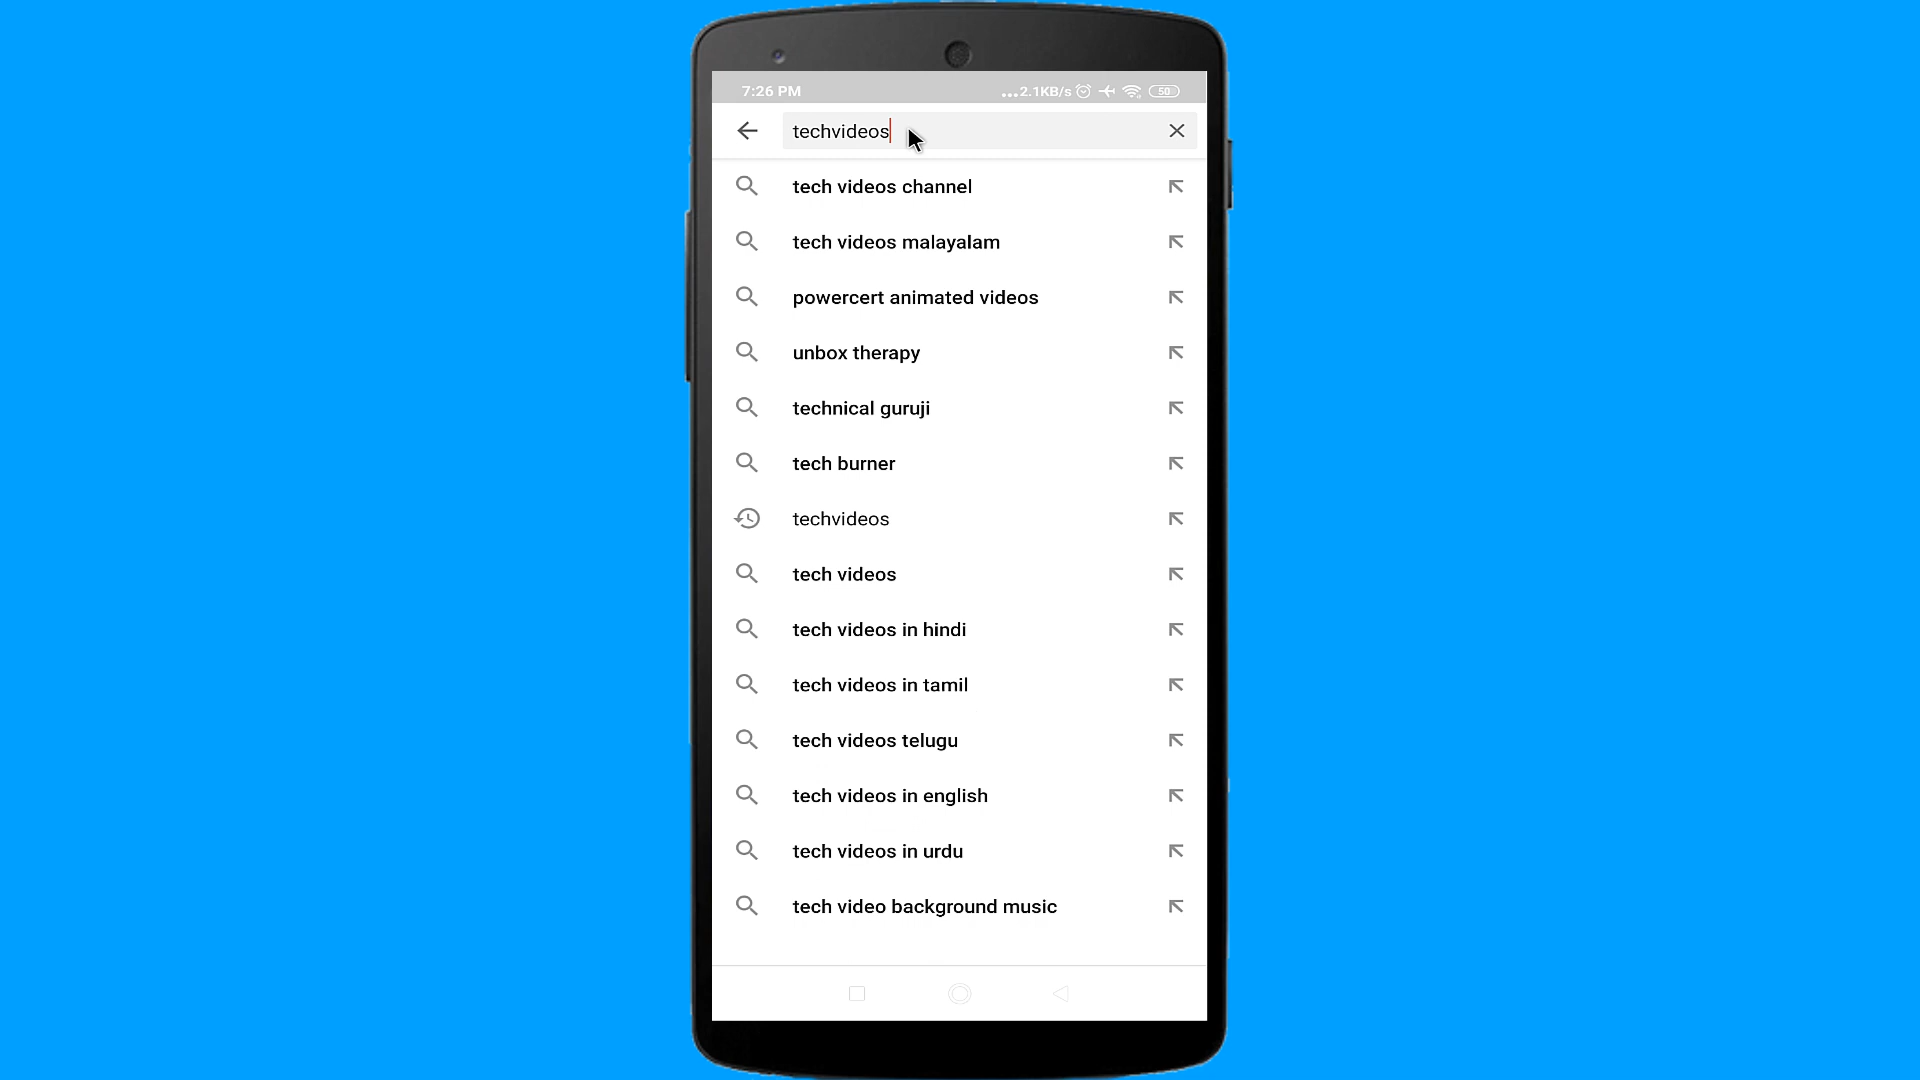 7:26 PM
...2.1KB/s 50
techvideos
tech videos channel
tech videos malayalam
powercert animated videos
unbox therapy
technical guruji
tech burner
techvideos
tech videos
tech videos in hindi
tech videos in tamil
tech videos telugu
tech videos in english
tech videos in urdu
tech video background music